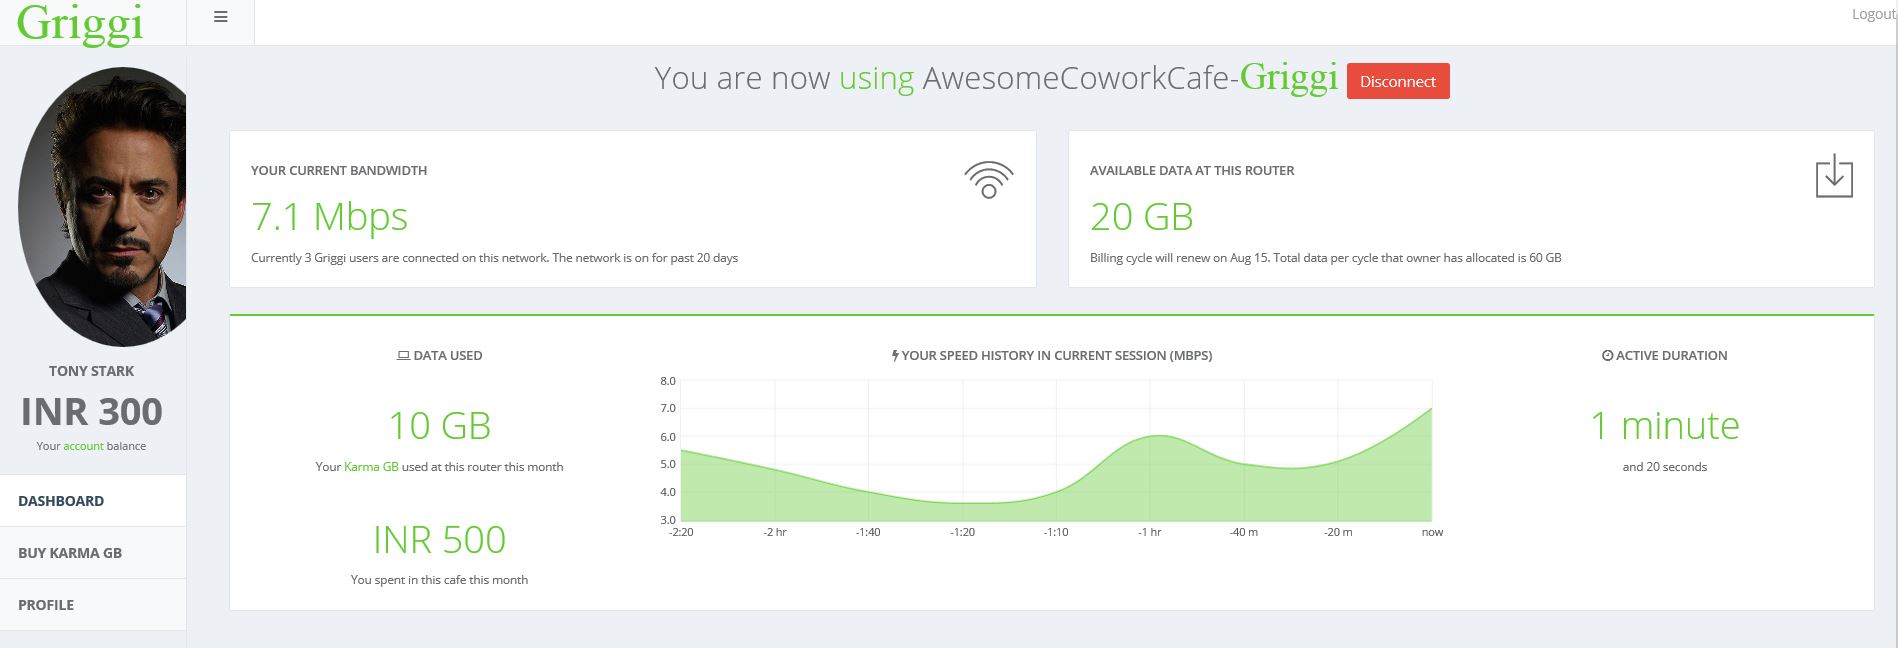 Griggi
Logout
You are now using AwesomeCoworkCafe-Griggi Disconnect
YOUR CURRENT BANDWIDTH
7.1 Mbps
Currently 3 Griggi users are connected on this network. The network is on for past 20 days
AVAILABLE DATA AT THIS ROUTER
20 GB
Billing cycle will renew on Aug 15. Total data per cycle that owner has allocated is 60 GB
TONY STARK
INR 300
Your account balance
DASHBOARD
BUY KARMA GB
PROFILE
DATA USED
10 GB
Your Karma GB used at this router this month
INR 500
You spent in this cafe this month
YOUR SPEED HISTORY IN CURRENT SESSION (MBPS)
8.0
7.0
6.0
5.0
4.0
3.0
-2:20 -2 hr -1:40 -1:20 -1:10 -1 hr -40 m -20 m now
ACTIVE DURATION
1 minute
and 20 seconds